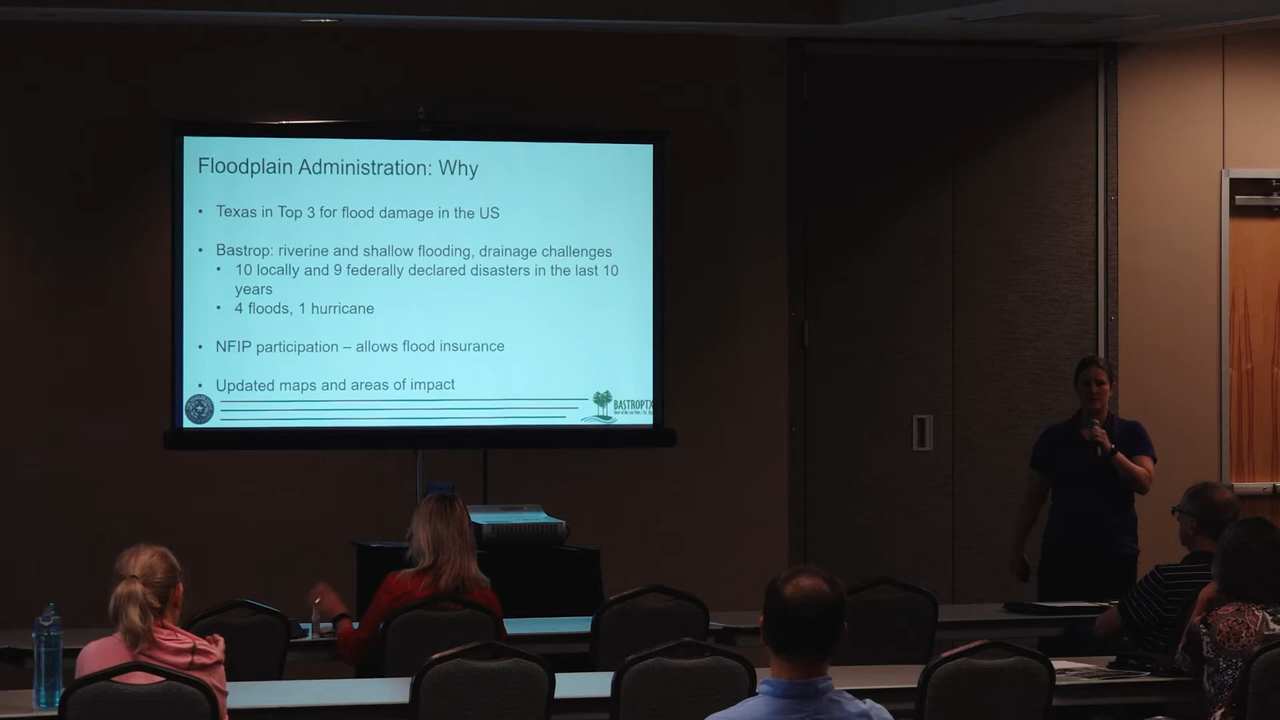 Floodplain Administration: Why
• Texas in Top 3 for flood damage in the US
• Bastrop: riverine and shallow flooding, drainage challenges
• 10 locally and 9 federally declared disasters in the last 10
years
• 4 floods, 1 hurricane
• NFIP participation – allows flood insurance
• Updated maps and areas of impact
BASTROPTX